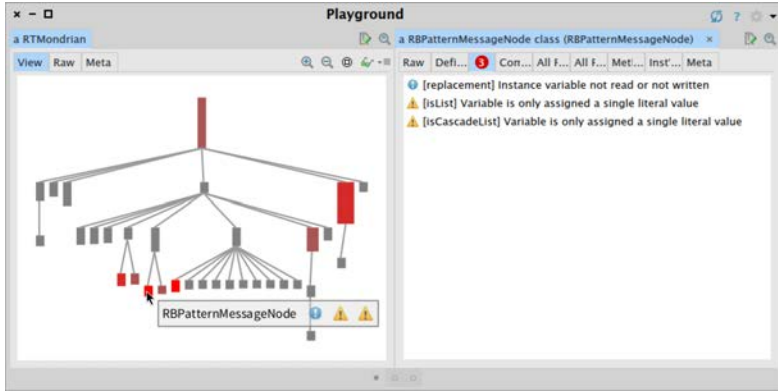 Playground
a RTMondrian
View Raw Meta
a RBPatternMessageNode class (RBPatternMessageNode) ×
Raw Defi... 3 Con... All F... All F... Met Inst'... Meta
[replacement] Instance variable not read or not written
[isList] Variable is only assigned a single literal value
[isCascadeList] Variable is only assigned a single literal value
RBPatternMessageNode